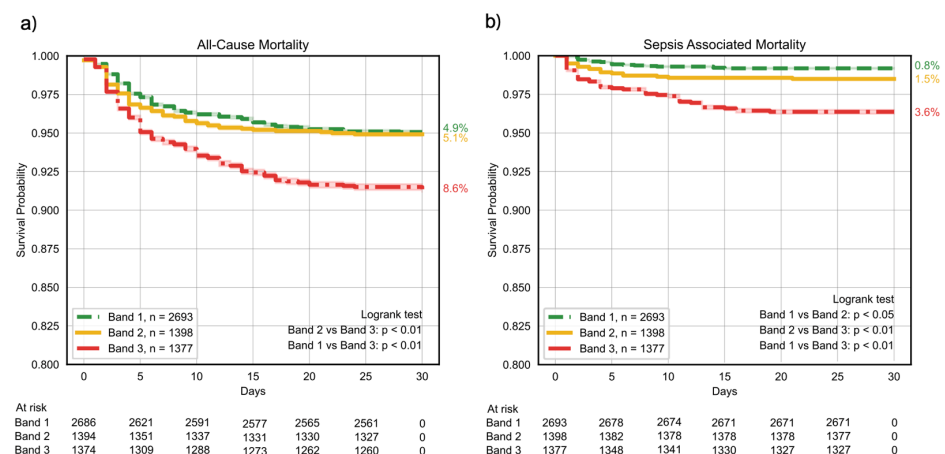 a)
All-Cause Mortality
1.000
0.975
0.950
0.925
0.900
0.875
0.850
0.825
0.800
Survival Probability
4.9%
5.1%
8.6%
Band 1, n = 2693
Band 2, n = 1398
Band 3, n = 1377
Logrank test
Band 2 vs Band 3: p < 0.01
Band 1 vs Band 3: p < 0.01
0 5 10 15 20 25 30
Days
At risk
Band 1 2686 2621 2591 2577 2565 2561 0
Band 2 1394 1351 1337 1331 1330 1327 0
Band 3 1374 1309 1288 1273 1262 1260 0
b)
Sepsis Associated Mortality
1.000
0.975
0.950
0.925
0.900
0.875
0.850
0.825
0.800
Survival Probability
0.8%
1.5%
3.6%
Band 1, n = 2693
Band 2, n = 1398
Band 3, n = 1377
Logrank test
Band 1 vs Band 2: p < 0.05
Band 2 vs Band 3: p < 0.01
Band 1 vs Band 3: p < 0.01
0 5 10 15 20 25 30
Days
At risk
Band 1 2693 2678 2674 2671 2671 2671 0
Band 2 1398 1382 1378 1378 1378 1377 0
Band 3 1377 1348 1341 1330 1327 1327 0